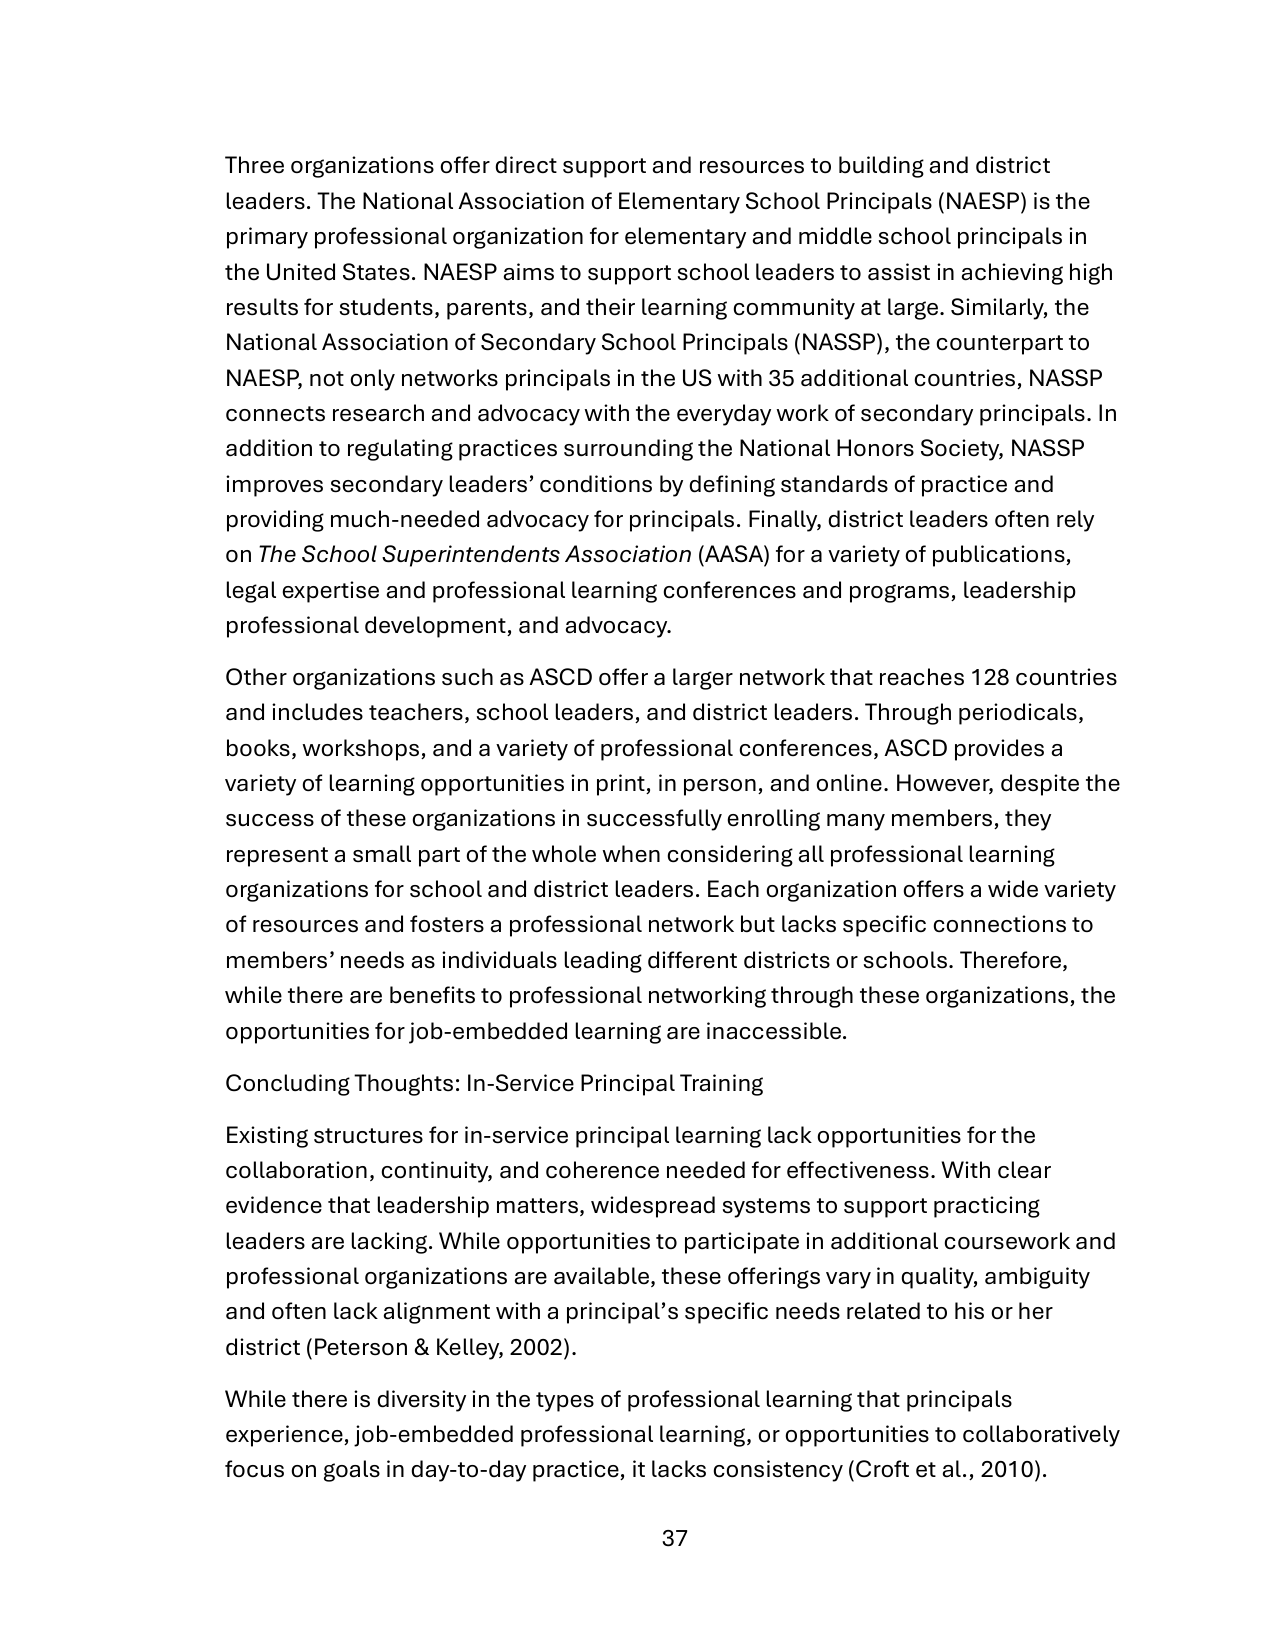 Three organizations offer direct support and resources to building and district
leaders. The National Association of Elementary School Principals (NAESP) is the
primary professional organization for elementary and middle school principals in
the United States. NAESP aims to support school leaders to assist in achieving high
results for students, parents, and their learning community at large. Similarly, the
National Association of Secondary School Principals (NASSP), the counterpart to
NAESP, not only networks principals in the US with 35 additional countries, NASSP
connects research and advocacy with the everyday work of secondary principals. In
addition to regulating practices surrounding the National Honors Society, NASSP
improves secondary leaders’ conditions by defining standards of practice and
providing much-needed advocacy for principals. Finally, district leaders often rely
on The School Superintendents Association (AASA) for a variety of publications,
legal expertise and professional learning conferences and programs, leadership
professional development, and advocacy.
Other organizations such as ASCD offer a larger network that reaches 128 countries
and includes teachers, school leaders, and district leaders. Through periodicals,
books, workshops, and a variety of professional conferences, ASCD provides a
variety of learning opportunities in print, in person, and online. However, despite the
success of these organizations in successfully enrolling many members, they
represent a small part of the whole when considering all professional learning
organizations for school and district leaders. Each organization offers a wide variety
of resources and fosters a professional network but lacks specific connections to
members’ needs as individuals leading different districts or schools. Therefore,
while there are benefits to professional networking through these organizations, the
opportunities for job-embedded learning are inaccessible.
Concluding Thoughts: In-Service Principal Training
Existing structures for in-service principal learning lack opportunities for the
collaboration, continuity, and coherence needed for effectiveness. With clear
evidence that leadership matters, widespread systems to support practicing
leaders are lacking. While opportunities to participate in additional coursework and
professional organizations are available, these offerings vary in quality, ambiguity
and often lack alignment with a principal’s specific needs related to his or her
district (Peterson & Kelley, 2002).
While there is diversity in the types of professional learning that principals
experience, job-embedded professional learning, or opportunities to collaboratively
focus on goals in day-to-day practice, it lacks consistency (Croft et al., 2010).
37